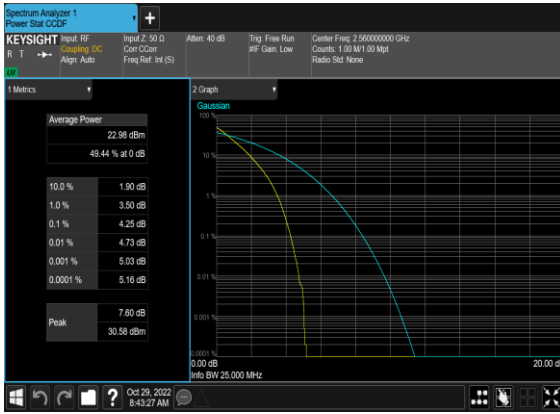 Spectrum Analyzer 1
Power Stat CCDF
KEYSIGHT
R T
LV
Input: RF
Coupling: DC
Align: Auto
Input Z: 50 Ω
Corr CCorr
Freq Ref: Int (S)
Atten: 40 dB
Trig: Free Run
#IF Gain: Low
Center Freq: 2.560000000 GHz
Counts: 1.00 M/1.00 Mpt
Radio Std: None
1 Metrics
Average Power
22.98 dBm
49.44 % at 0 dB
10.0 % 1.90 dB
1.0 % 3.50 dB
0.1 % 4.25 dB
0.01 % 4.73 dB
0.001 % 5.03 dB
0.0001 % 5.16 dB
Peak
7.60 dB
30.58 dBm
2 Graph
Gaussian
100 %
10 %
1 %
0.1 %
0.01 %
0.001 %
0.0001 %
0.00 dB
20.00 d
Info BW 25.000 MHz
Oct 29, 2022
8:43:27 AM